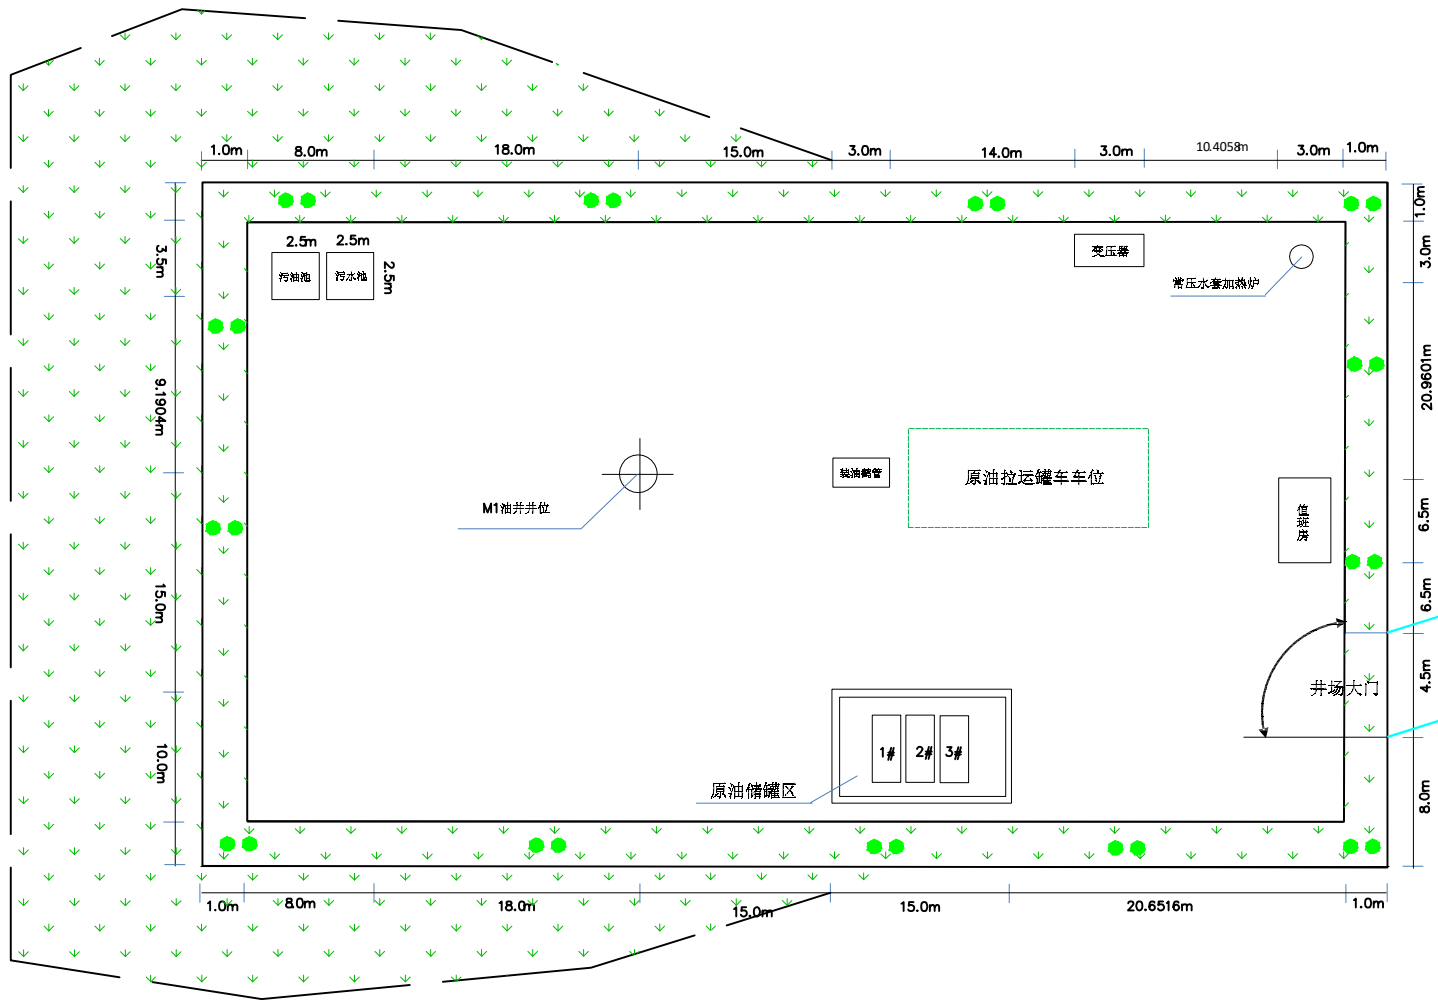 1.0m
8.0m
18.0m
15.0m
3.0m
14.0m
3.0m
10.4058m
3.0m
1.0m
1.0m
2.5m
2.5m
2.5m
3.5m
污油池
污水池
变压器
常压水套加热炉
3.0m
9.1904m
20.9601m
装油鹤管
原油拉运罐车车位
M1油井井位
值班房
6.5m
15.0m
6.5m
井场大门
4.5m
10.0m
1#
2#
3#
原油储罐区
8.0m
1.0m
8.0m
18.0m
15.0m
15.0m
20.6516m
1.0m